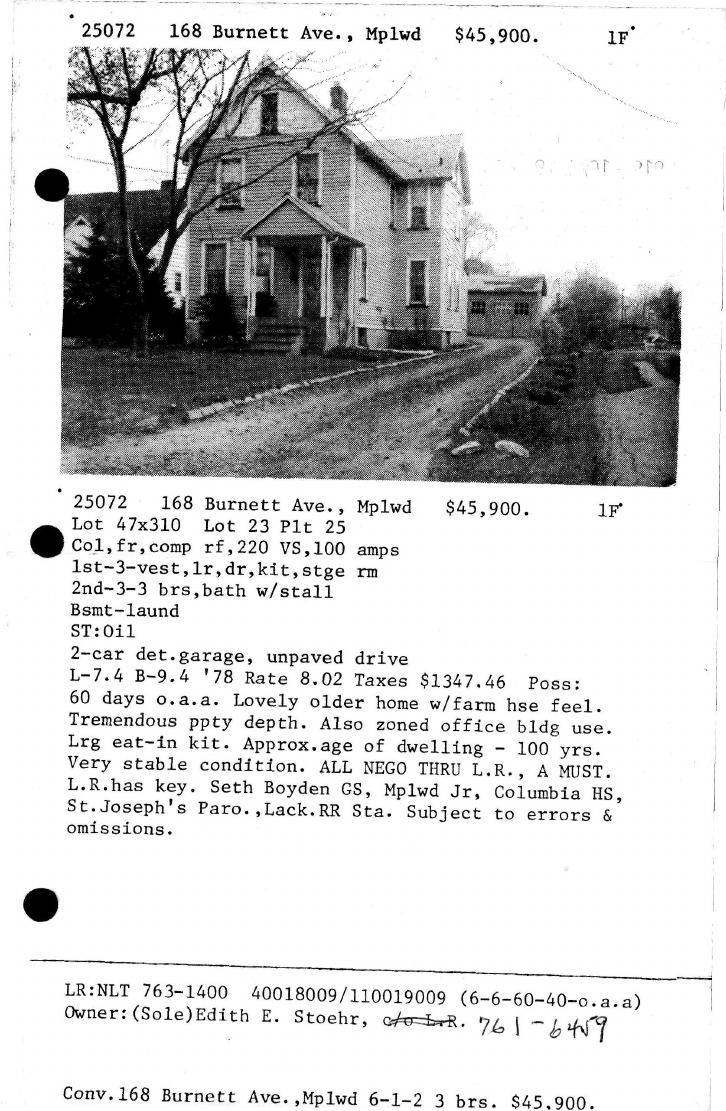 25072 168 Burnett Ave., Mplwd $45,900. 1F
25072 168 Burnett Ave., Mplwd $45,900. 1F
Lot 47x310 Lot 23 Plt 25
Col,fr,comp rf,220 VS,100 amps
1st-3-vest,lr,dr,kit,stge rm
2nd-3-3 brs,bath w/stall
Bsmt-laund
ST:Oil
2-car det.garage, unpaved drive
L-7.4 B-9.4 '78 Rate 8.02 Taxes $1347.46 Poss:
60 days o.a.a. Lovely older home w/farm hse feel.
Tremendous ppty depth. Also zoned office bldg use.
Lrg eat-in kit. Approx.age of dwelling - 100 yrs.
Very stable condition. ALL NEGO THRU L.R., A MUST.
L.R.has key. Seth Boyden GS, Mplwd Jr, Columbia HS,
St.Joseph's Paro.,Lack.RR Sta. Subject to errors &
omissions.
LR:NLT 763-1400 40018009/110019009 (6-6-60-40-o.a.a)
Owner:(Sole)Edith E. Stoehr, c/o L.R. 761-6459
Conv.168 Burnett Ave.,Mplwd 6-1-2 3 brs. $45,900.